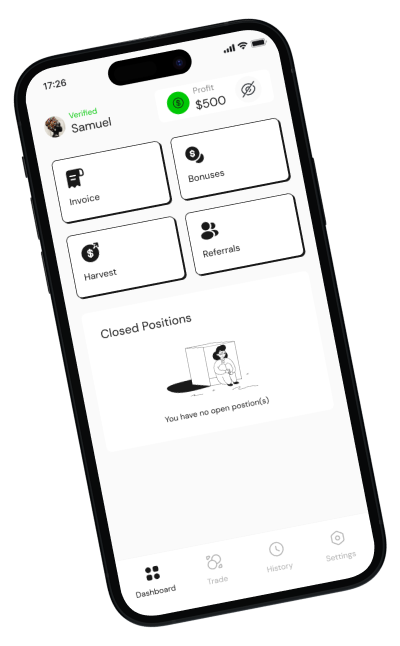 17:26
Verified
Samuel
Profit
$500
Invoice
Bonuses
Harvest
Referrals
Closed Positions
You have no open postion(s)
Dashboard
Trade
History
Settings